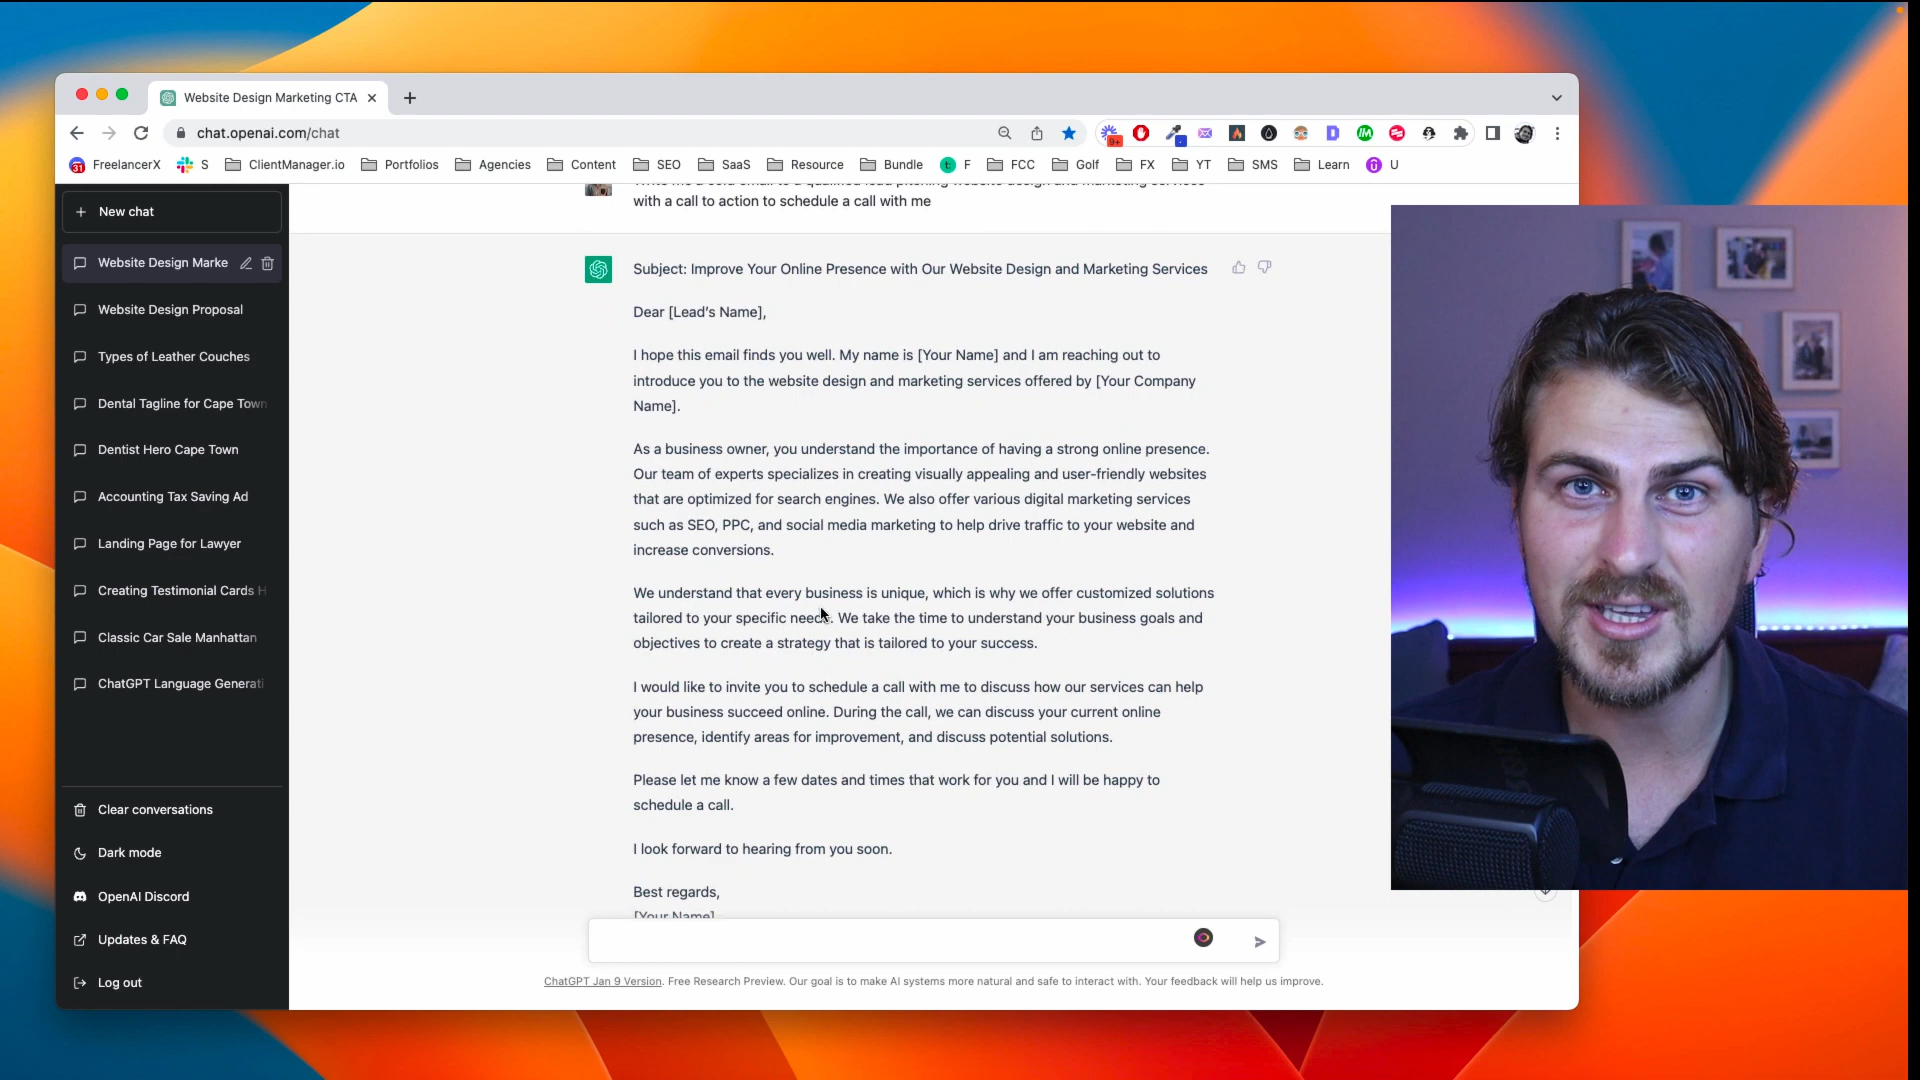 Website Design Marketing CTA
chat.openai.com/chat
9+
31 FreelancerX S ClientManager.io Portfolios Agencies Content SEO SaaS Resource Bundle F FCC Golf FX YT SMS Learn U
New chat
Website Design Marke
Website Design Proposal
Types of Leather Couches
Dental Tagline for Cape Town
Dentist Hero Cape Town
Accounting Tax Saving Ad
Landing Page for Lawyer
Creating Testimonial Cards H
Classic Car Sale Manhattan
ChatGPT Language Generati
Clear conversations
Dark mode
OpenAI Discord
Updates & FAQ
Log out
Write me a cold email to a qualified lead pitching website design and marketing services
with a call to action to schedule a call with me
Subject: Improve Your Online Presence with Our Website Design and Marketing Services
Dear [Lead's Name],
I hope this email finds you well. My name is [Your Name] and I am reaching out to
introduce you to the website design and marketing services offered by [Your Company
Name].
As a business owner, you understand the importance of having a strong online presence.
Our team of experts specializes in creating visually appealing and user-friendly websites
that are optimized for search engines. We also offer various digital marketing services
such as SEO, PPC, and social media marketing to help drive traffic to your website and
increase conversions.
We understand that every business is unique, which is why we offer customized solutions
tailored to your specific needs. We take the time to understand your business goals and
objectives to create a strategy that is tailored to your success.
I would like to invite you to schedule a call with me to discuss how our services can help
your business succeed online. During the call, we can discuss your current online
presence, identify areas for improvement, and discuss potential solutions.
Please let me know a few dates and times that work for you and I will be happy to
schedule a call.
I look forward to hearing from you soon.
Best regards,
[Your Name]
ChatGPT Jan 9 Version. Free Research Preview. Our goal is to make AI systems more natural and safe to interact with. Your feedback will help us improve.